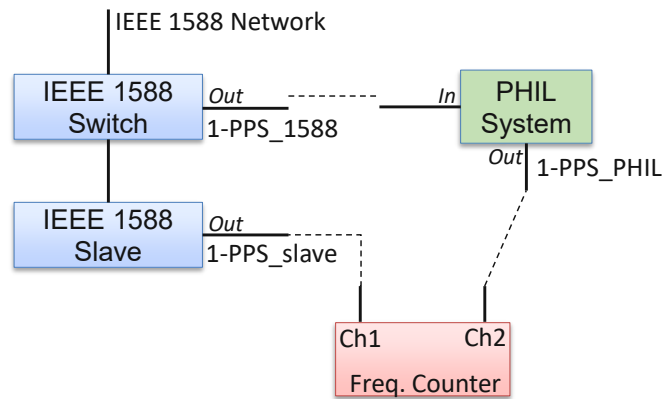 IEEE 1588 Network
IEEE 1588
Switch
Out
1-PPS_1588
In
PHIL
System
Out
1-PPS_PHIL
IEEE 1588
Slave
Out
1-PPS_slave
Ch1
Ch2
Freq. Counter